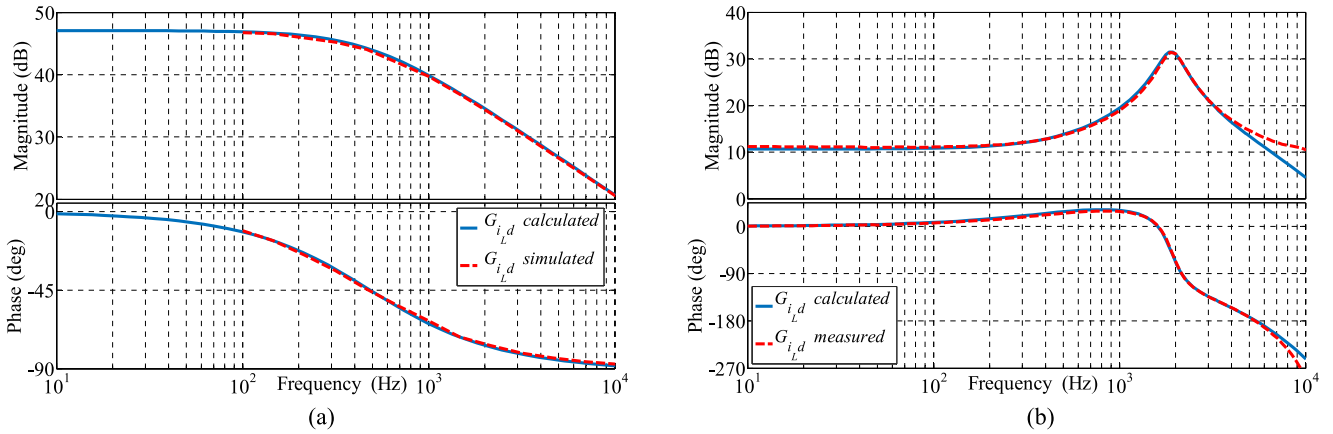 50
40
30
20
Magnitude (dB)
0
-45
-90
Phase (deg)
G_{i_L d} calculated
G_{i_L d} simulated
10^1
10^2
Frequency (Hz)
10^3
10^4
(a)
40
30
20
10
0
Magnitude (dB)
0
-90
-180
-270
Phase (deg)
G_{i_L d} calculated
G_{i_L d} measured
10^1
10^2
Frequency (Hz)
10^3
10^4
(b)